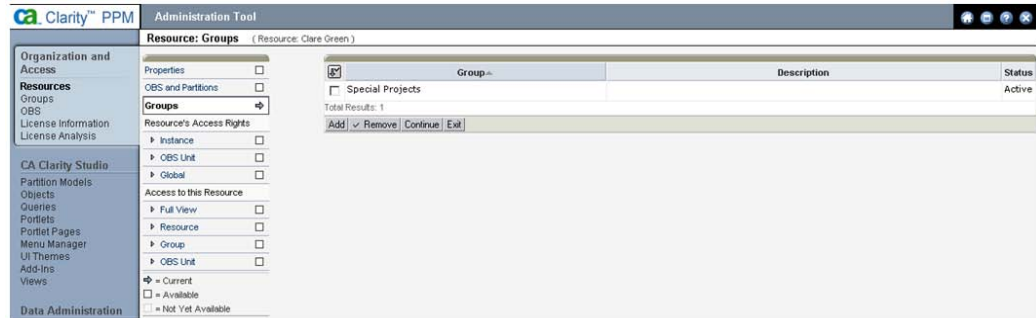 ca Clarity™ PPM
Administration Tool
Resource: Groups ( Resource: Clare Green )
Organization and
Access
Resources
Groups
OBS
License Information
License Analysis
CA Clarity Studio
Partition Models
Objects
Queries
Portlets
Portlet Pages
Menu Manager
UI Themes
Add-Ins
Views
Data Administration
Properties
OBS and Partitions
Groups
Resource's Access Rights
Instance
OBS Unit
Global
Access to this Resource
Full View
Resource
Group
OBS Unit
= Current
= Available
= Not Yet Available
Group Description Status
Special Projects Active
Total Results: 1
Add Remove Continue Exit